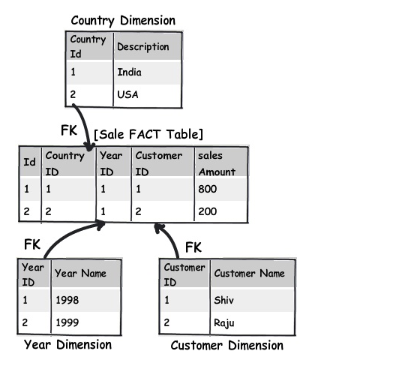 Country Dimension
Country Id Description
1 India
2 USA
FK [Sale FACT Table]
Id Country ID Year ID Customer ID sales Amount
1 1 1 1 800
2 2 1 2 200
FK FK
Year ID Year Name
1 1998
2 1999
Year Dimension
Customer ID Customer Name
1 Shiv
2 Raju
Customer Dimension